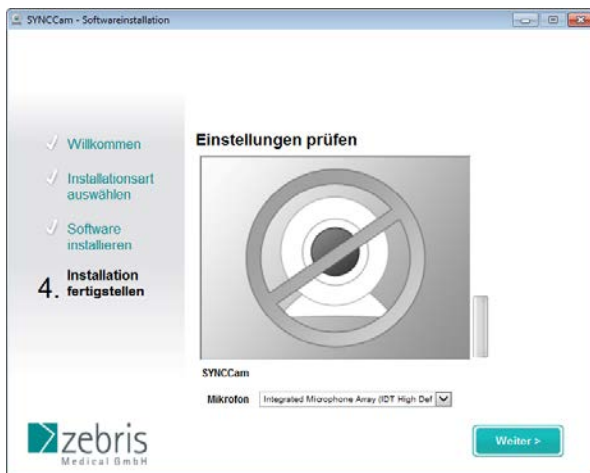 SYNCCam - Softwareinstallation
Willkommen
Installationsart
auswählen
Software
installieren
4. Installation
fertigstellen
Einstellungen prüfen
SYNCCam
Mikrofon Integrated Microphone Array (IDT High Def
zebris
Medical GmbH
Weiter >